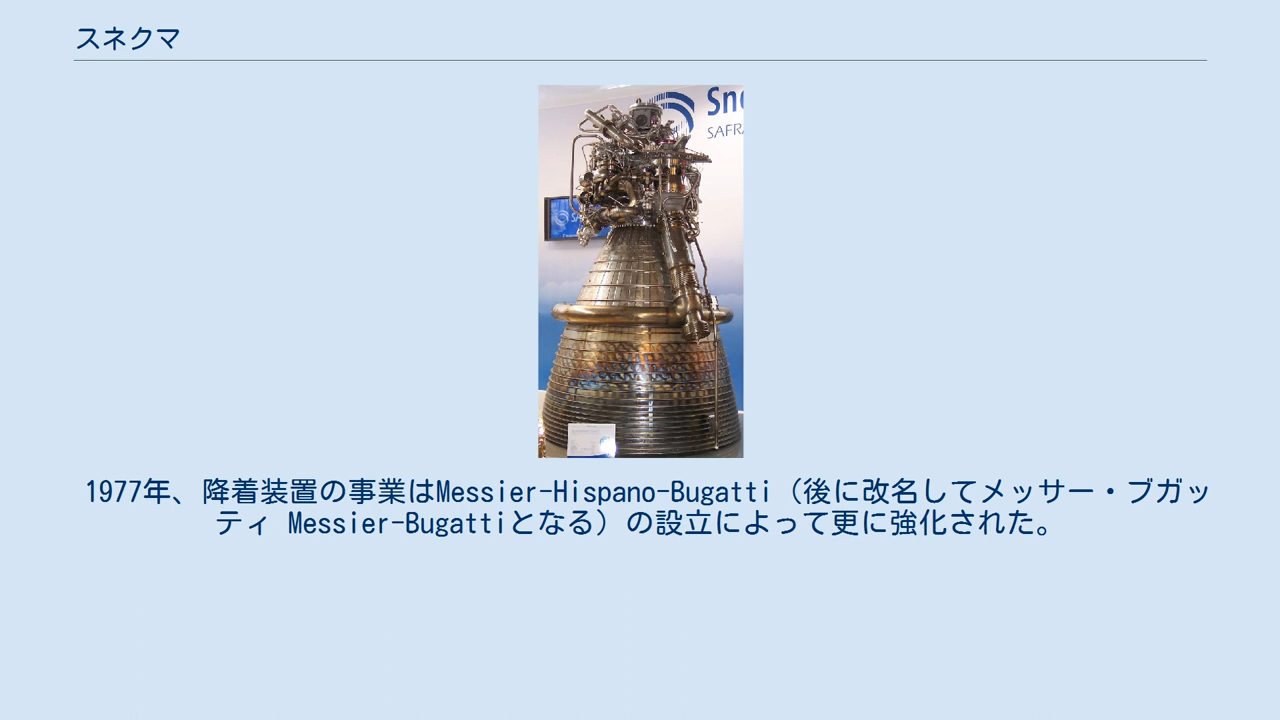 スネクマ
Sne
SAFRA
1977年、降着装置の事業はMessier-Hispano-Bugatti（後に改名してメッサー・ブガッ
ティ Messier-Bugattiとなる）の設立によって更に強化された。